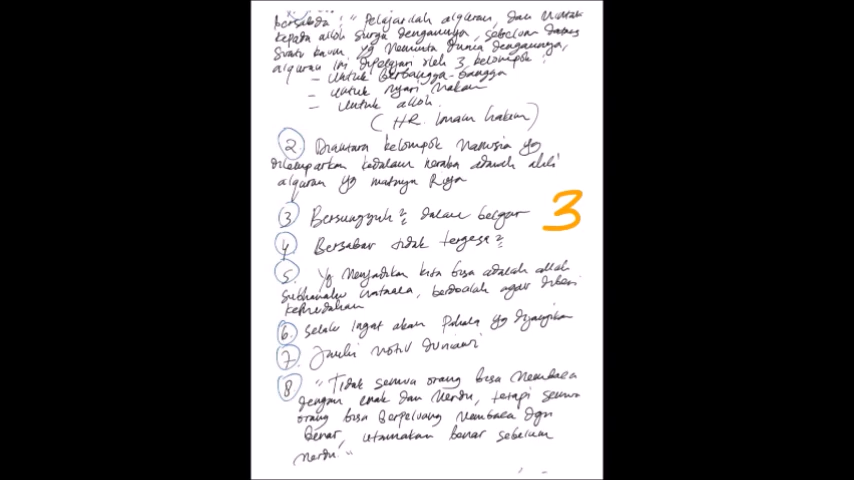 bersabda : "Pelajarilah alquran, dan mintak
kepada alloh surga dengannya, sebelum datang
suatu kaum yg meminta dunia dengannya,
alquran ini dipelajari oleh 3 kelompok :
- untuk berbangga-bangga
- untuk nyari makan
- untuk alloh.
(HR. imam hakim)
2. Diantara kelompok manusia yg
dilemparkan kedalam neraka adalah ahli
alquran yg niatnya Riya
3 Bersungguh2 dalam belajar
3
4 Bersabar tidak tergesa2
5. Yg menjadikan kita bisa adalah allah
subhanahu wataala, berdoalah agar diberi
kemudahan
6. selalu ingat akan pahala yg dijanjikan
7. Jauhi motiv duniawi
8 "Tidak semua orang bisa membaca
dengan enak dan merdu, tetapi semua
orang bisa berpeluang membaca dgn
benar, utamakan benar sebelum
merdu."